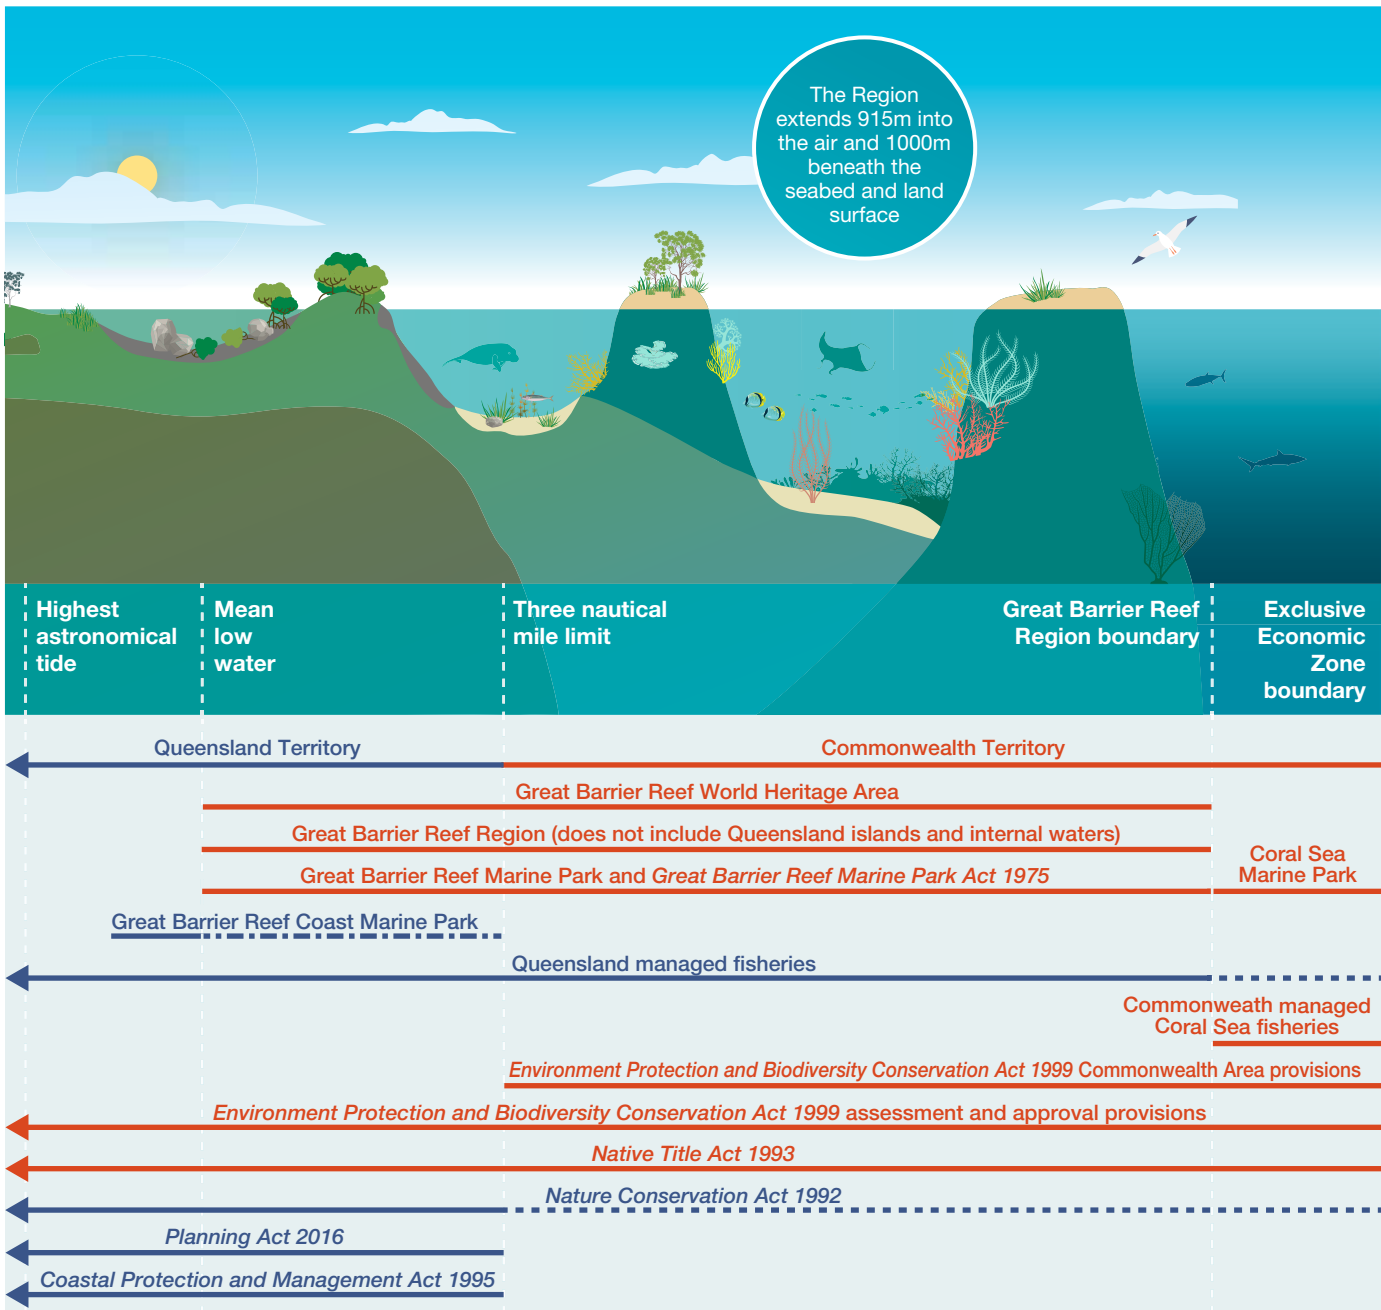 The Region
extends 915m into
the air and 1000m
beneath the
seabed and land
surface
Highest
astronomical
tide
Mean
low
water
Three nautical
mile limit
Great Barrier Reef
Region boundary
Exclusive
Economic
Zone
boundary
Queensland Territory
Commonwealth Territory
Great Barrier Reef World Heritage Area
Great Barrier Reef Region (does not include Queensland islands and internal waters)
Great Barrier Reef Marine Park and Great Barrier Reef Marine Park Act 1975
Coral Sea
Marine Park
Great Barrier Reef Coast Marine Park
Queensland managed fisheries
Commonweath managed
Coral Sea fisheries
Environment Protection and Biodiversity Conservation Act 1999 Commonwealth Area provisions
Environment Protection and Biodiversity Conservation Act 1999 assessment and approval provisions
Native Title Act 1993
Nature Conservation Act 1992
Planning Act 2016
Coastal Protection and Management Act 1995